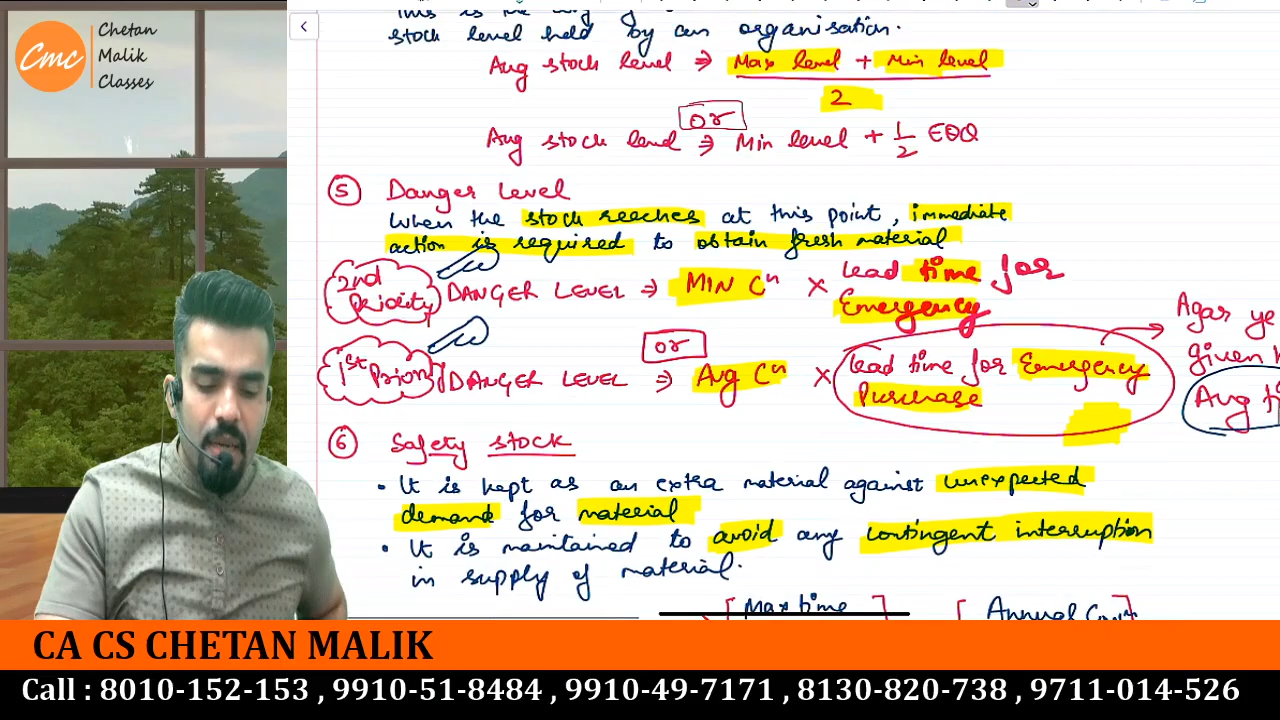 Cmc
Chetan
Malik
Classes
stock level held by an organisation.
Avg stock level ⇒ Max level + Min level
2
Or
Avg stock level ⇒ Min level + 1/2 EOQ
5 Danger Level
When the stock reaches at this point, immediate
action is required to obtain fresh material
2nd Priority DANGER LEVEL ⇒ MIN Cⁿ × lead time for
Emergency
or
1st Priority DANGER LEVEL ⇒ Avg Cⁿ × lead time for Emergency
Purchase
Agar ye
given
Avg
6 Safety stock
• It is kept as an extra material against unexpected
demand for material
• It is maintained to avoid any contingent interruption
in supply of material.
[ Max time ] [ Annual
CA CS CHETAN MALIK
Call : 8010-152-153 , 9910-51-8484 , 9910-49-7171 , 8130-820-738 , 9711-014-526